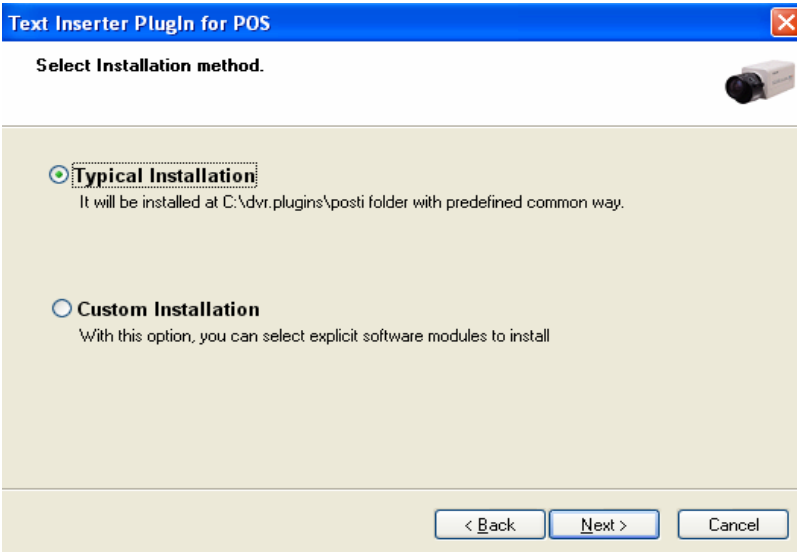 Text Inserter PlugIn for POS
Select Installation method.
Typical Installation
It will be installed at C:\dvr.plugins\posti folder with predefined common way.
Custom Installation
With this option, you can select explicit software modules to install
< Back
Next >
Cancel